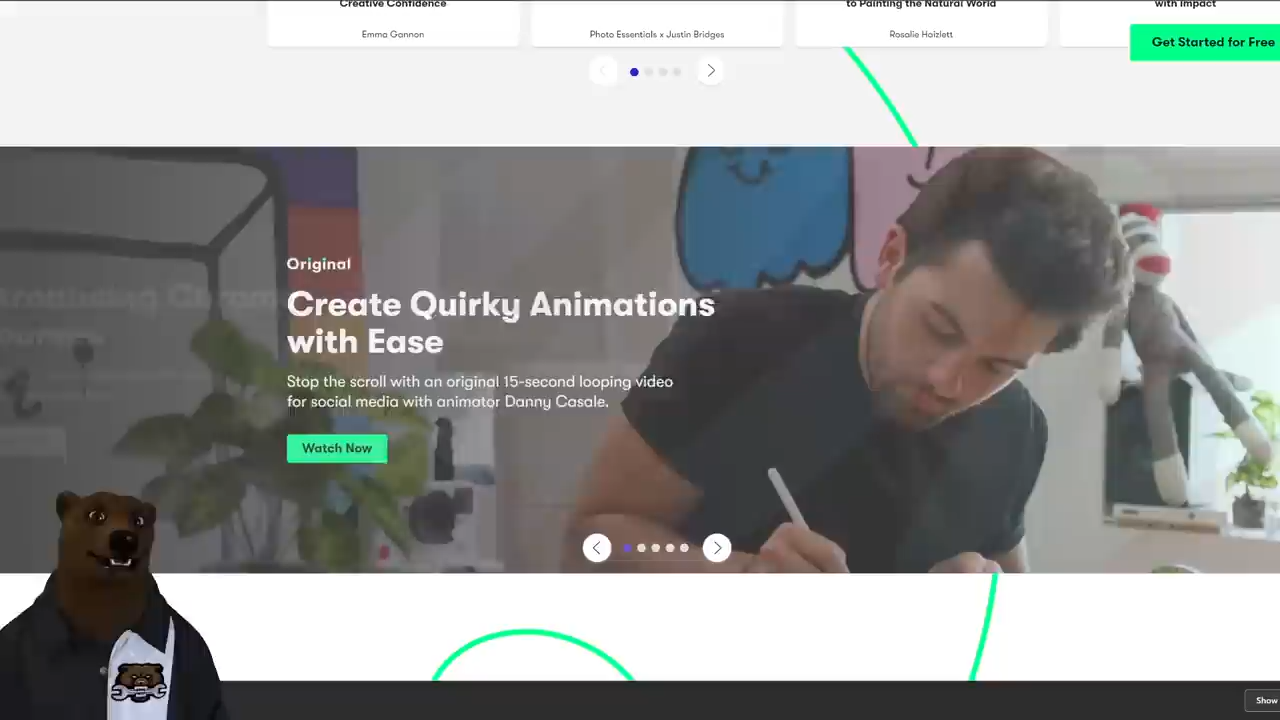 Creative Confidence
to Painting the Natural World
with Impact
Emma Gannon
Photo Essentials x Justin Bridges
Rosalie Haizlett
Get Started for Free
Original
Create Quirky Animations
with Ease
Stop the scroll with an original 15-second looping video
for social media with animator Danny Casale.
Watch Now
Show